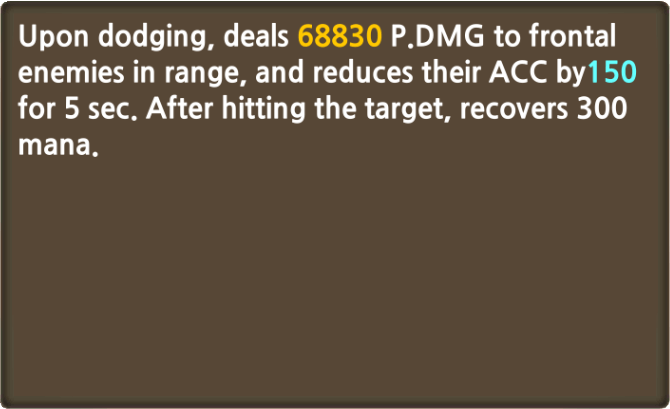 Upon dodging, deals 68830 P.DMG to frontal
enemies in range, and reduces their ACC by150
for 5 sec. After hitting the target, recovers 300
mana.